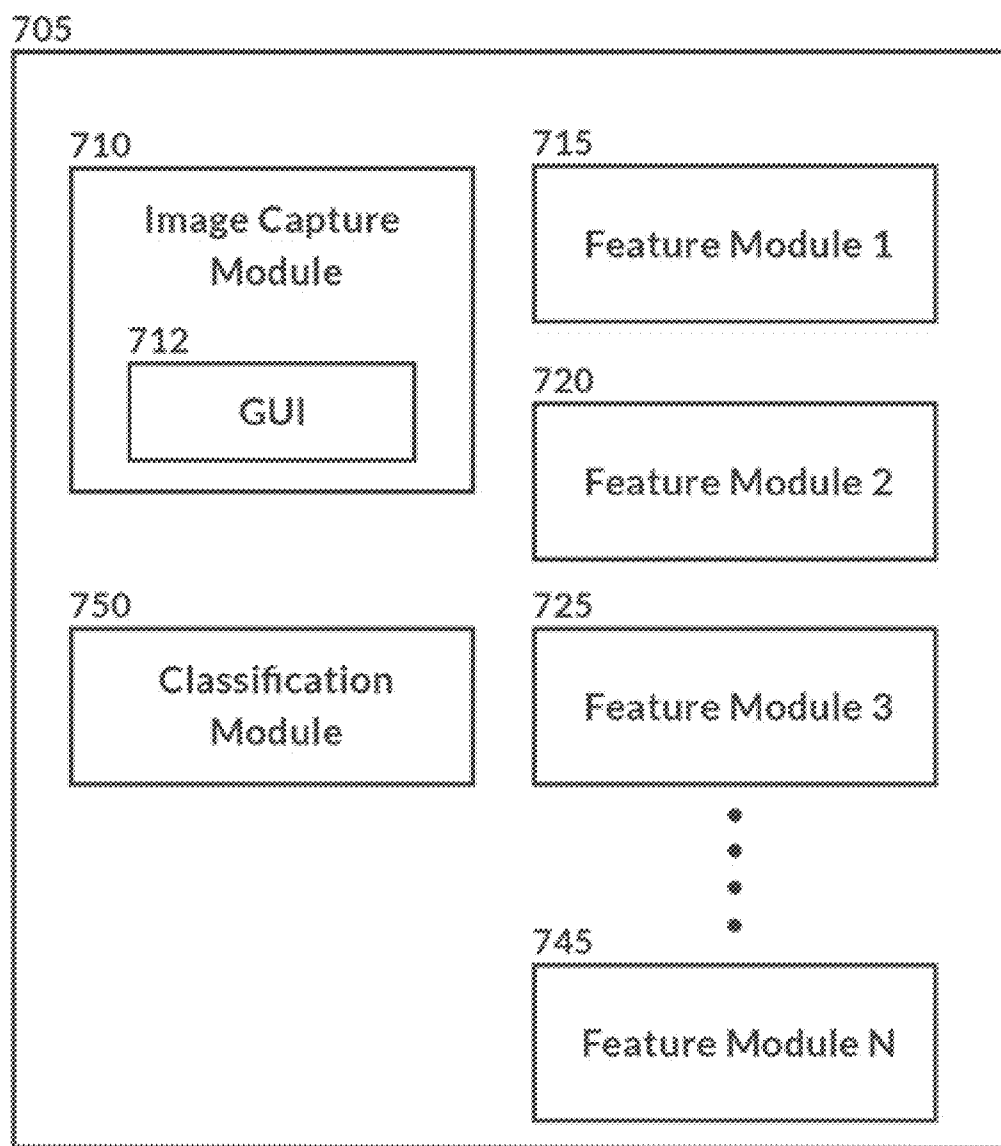 705
710
Image Capture
Module
712
GUI
750
Classification
Module
715
Feature Module 1
720
Feature Module 2
725
Feature Module 3
745
Feature Module N